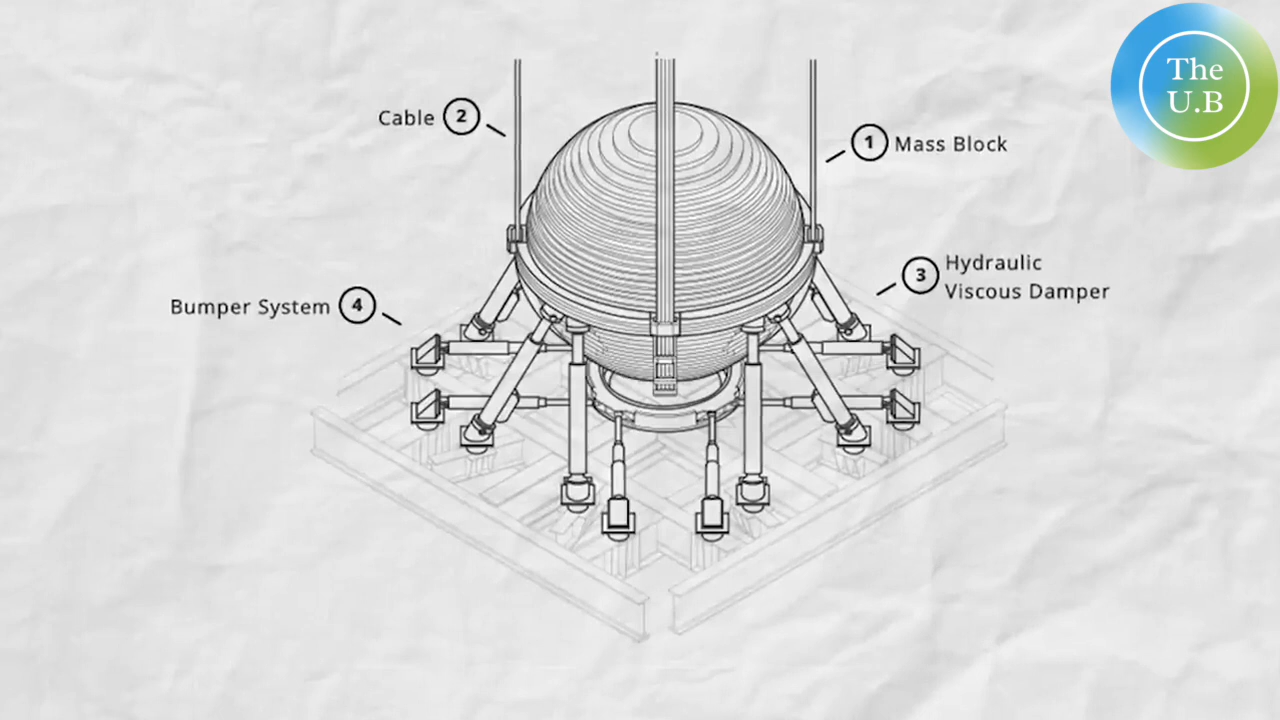 The
U.B
Cable 2
1 Mass Block
3 Hydraulic
Viscous Damper
Bumper System 4